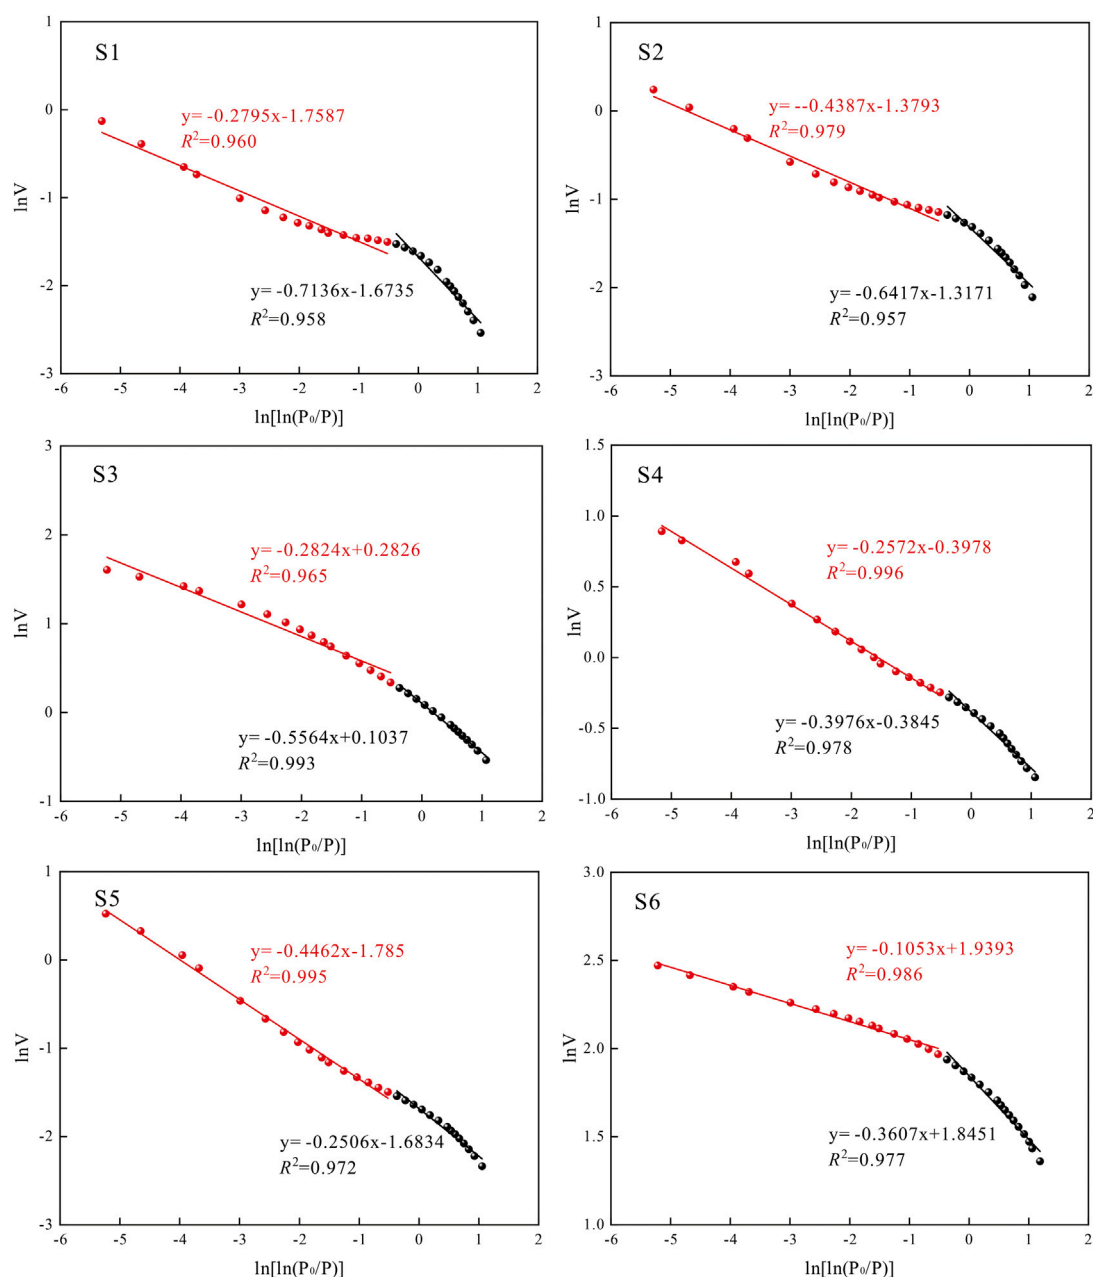 S1
y= -0.2795x-1.7587
R²=0.960
y= -0.7136x-1.6735
R²=0.958
1
0
-1
-2
-3
lnV
-6 -5 -4 -3 -2 -1 0 1 2
ln[ln(P₀/P)]
S2
y= --0.4387x-1.3793
R²=0.979
y= -0.6417x-1.3171
R²=0.957
1
0
-1
-2
-3
lnV
-6 -5 -4 -3 -2 -1 0 1 2
ln[ln(P₀/P)]
S3
y= -0.2824x+0.2826
R²=0.965
y= -0.5564x+0.1037
R²=0.993
3
2
1
0
-1
lnV
-6 -5 -4 -3 -2 -1 0 1 2
ln[ln(P₀/P)]
S4
y= -0.2572x-0.3978
R²=0.996
y= -0.3976x-0.3845
R²=0.978
1.5
1.0
0.5
0.0
-0.5
-1.0
lnV
-6 -5 -4 -3 -2 -1 0 1 2
ln[ln(P₀/P)]
S5
y= -0.4462x-1.785
R²=0.995
y= -0.2506x-1.6834
R²=0.972
1
0
-1
-2
-3
lnV
-6 -5 -4 -3 -2 -1 0 1 2
ln[ln(P₀/P)]
S6
y= -0.1053x+1.9393
R²=0.986
y= -0.3607x+1.8451
R²=0.977
3.0
2.5
2.0
1.5
1.0
lnV
-6 -5 -4 -3 -2 -1 0 1 2
ln[ln(P₀/P)]